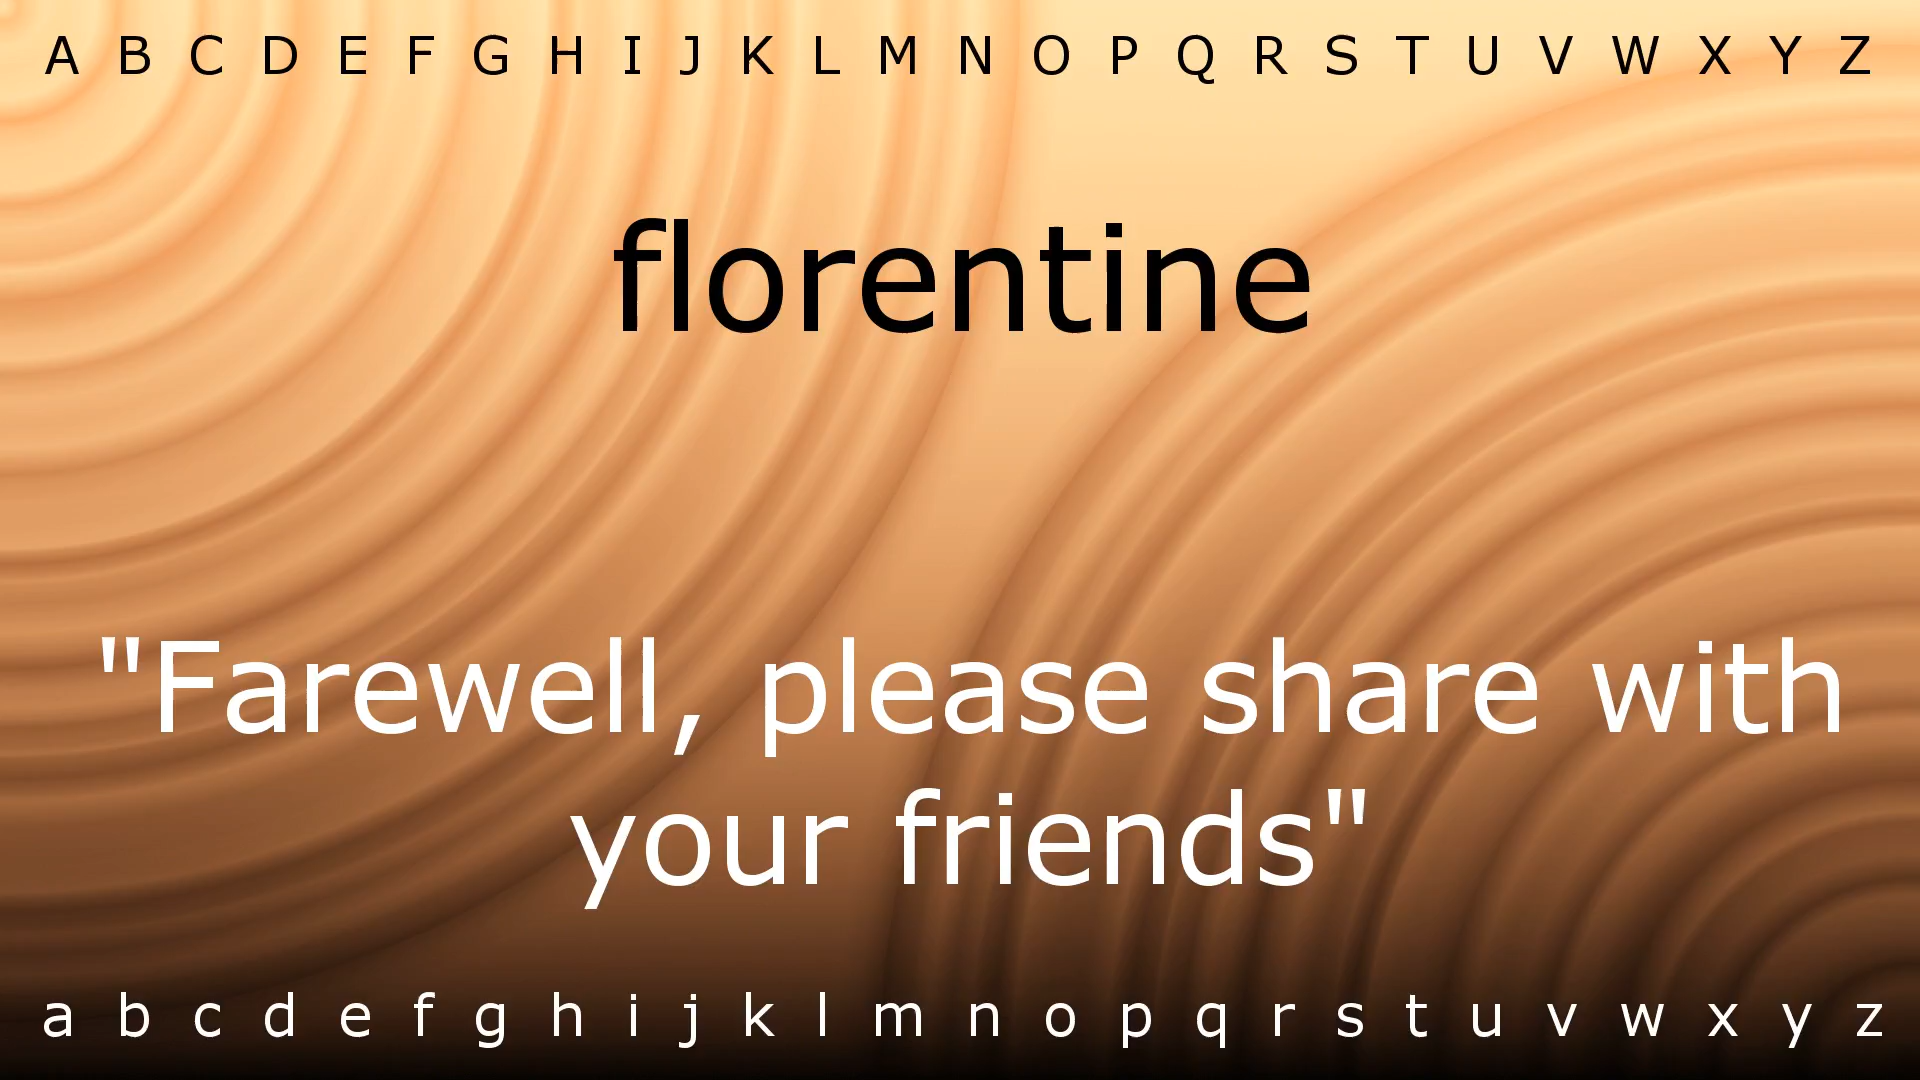 A B C D E F G H I J K L M N O P Q R S T U V W X Y Z
florentine
"Farewell, please share with
your friends"
a b c d e f g h i j k l m n o p q r s t u v w x y z